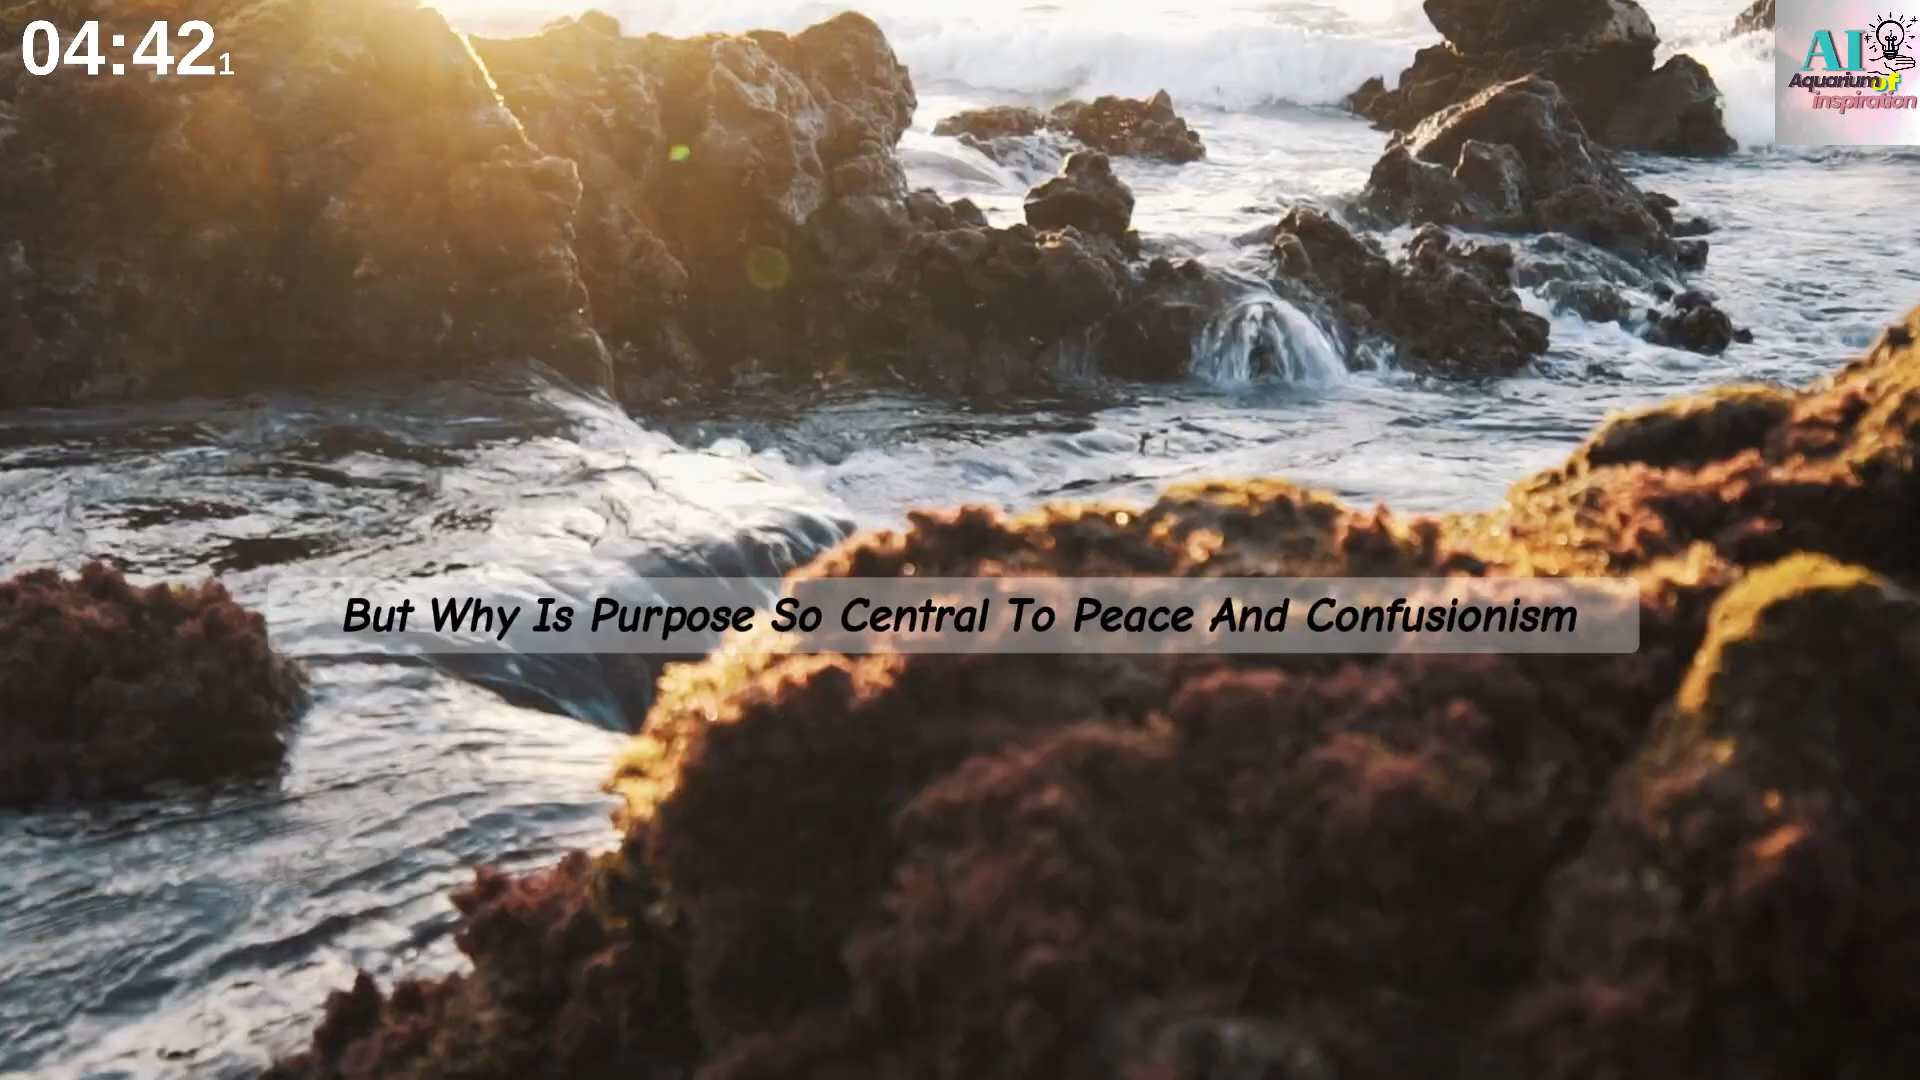 04:421
AI
Aquarium of
inspiration
But Why Is Purpose So Central To Peace And Confusionism